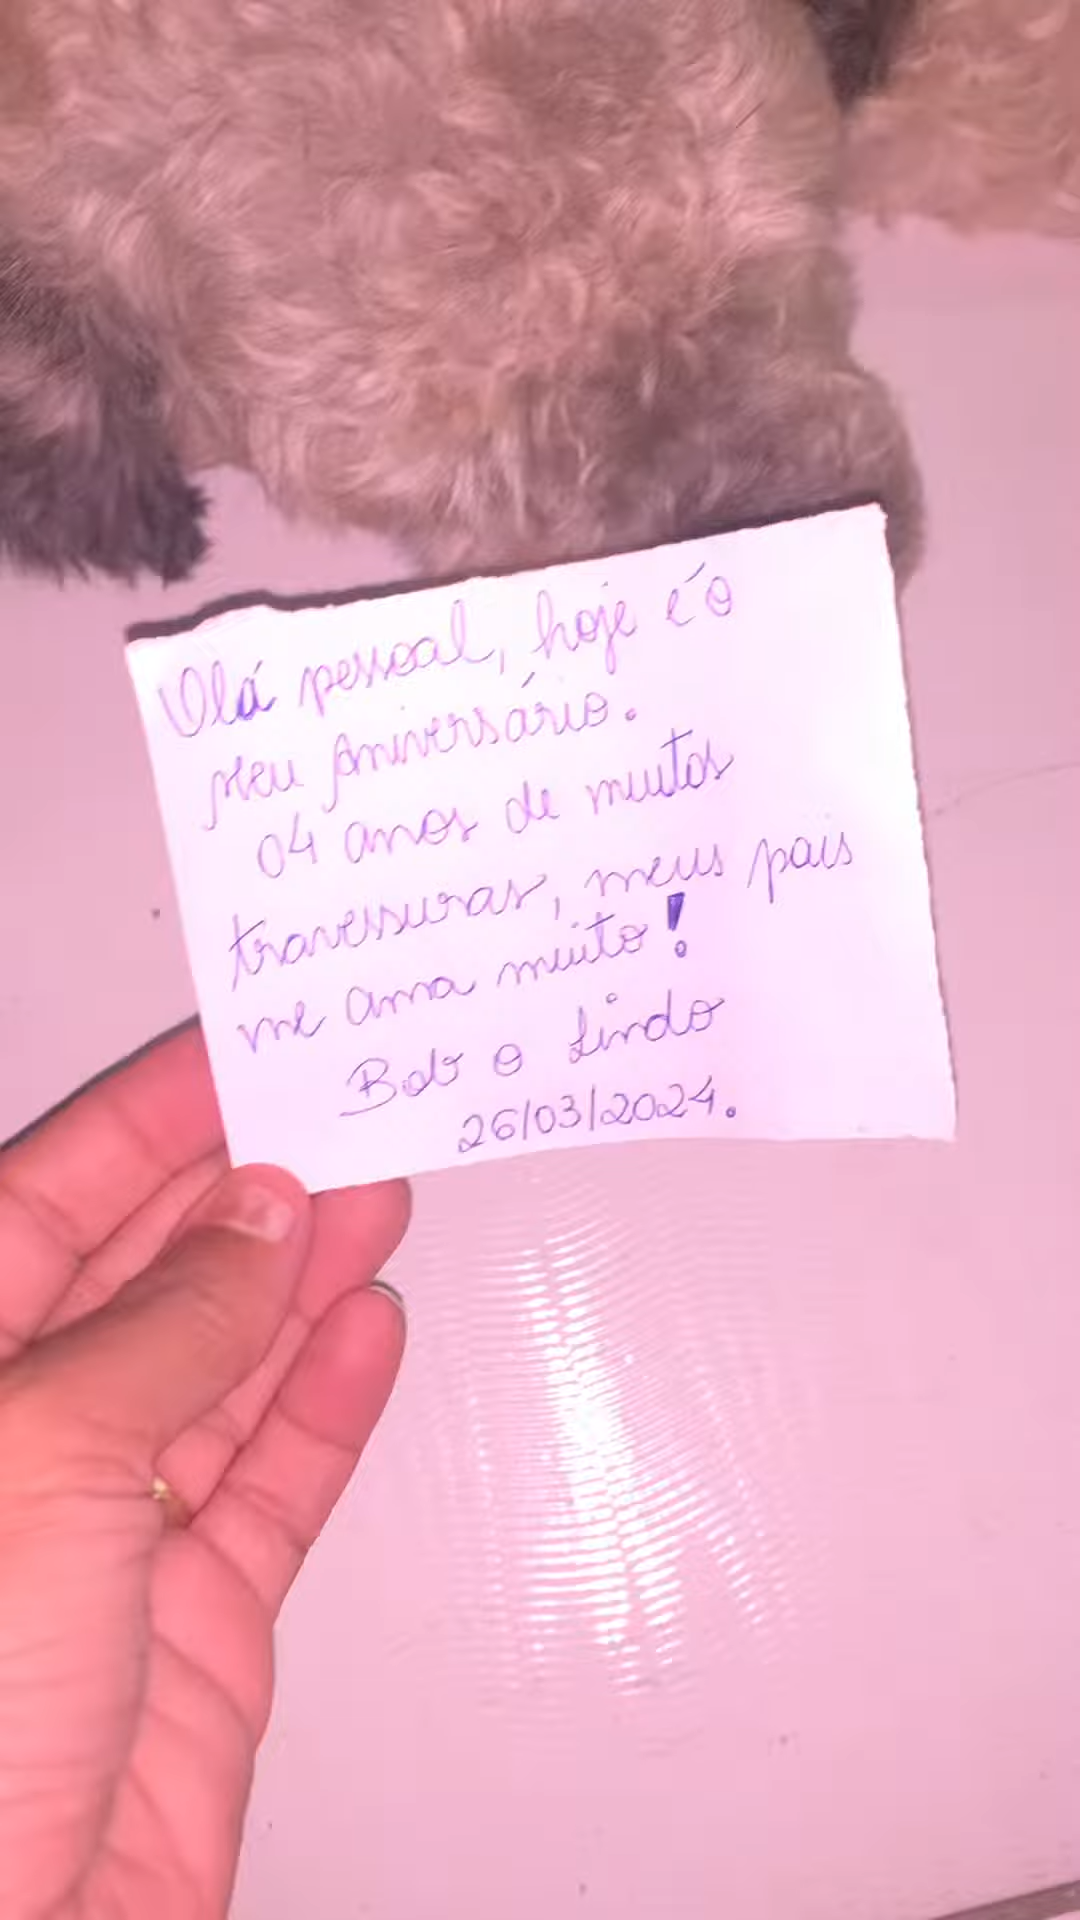 Olá pessoal, hoje é o
meu Aniversário.
04 anos de muitas
travessuras, meus pais
me ama muito!
Bob o Lindo
26/03/2024.